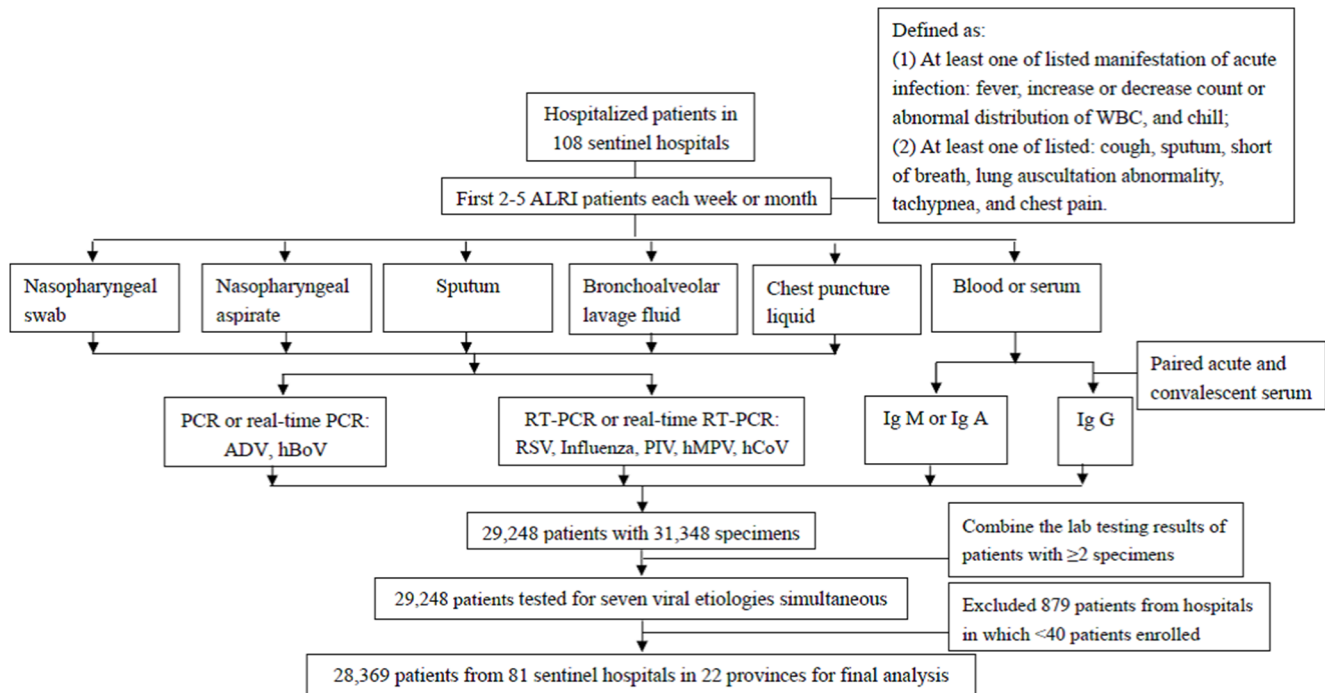 Defined as:
(1) At least one of listed manifestation of acute
infection: fever, increase or decrease count or
abnormal distribution of WBC, and chill;
(2) At least one of listed: cough, sputum, short
of breath, lung auscultation abnormality,
tachypnea, and chest pain.
Hospitalized patients in
108 sentinel hospitals
First 2-5 ALRI patients each week or month
Nasopharyngeal
swab
Nasopharyngeal
aspirate
Sputum
Bronchoalveolar
lavage fluid
Chest puncture
liquid
Blood or serum
Paired acute and
convalescent serum
PCR or real-time PCR:
ADV, hBoV
RT-PCR or real-time RT-PCR:
RSV, Influenza, PIV, hMPV, hCoV
Ig M or Ig A
Ig G
29,248 patients with 31,348 specimens
Combine the lab testing results of
patients with ≥2 specimens
29,248 patients tested for seven viral etiologies simultaneous
Excluded 879 patients from hospitals
in which <40 patients enrolled
28,369 patients from 81 sentinel hospitals in 22 provinces for final analysis